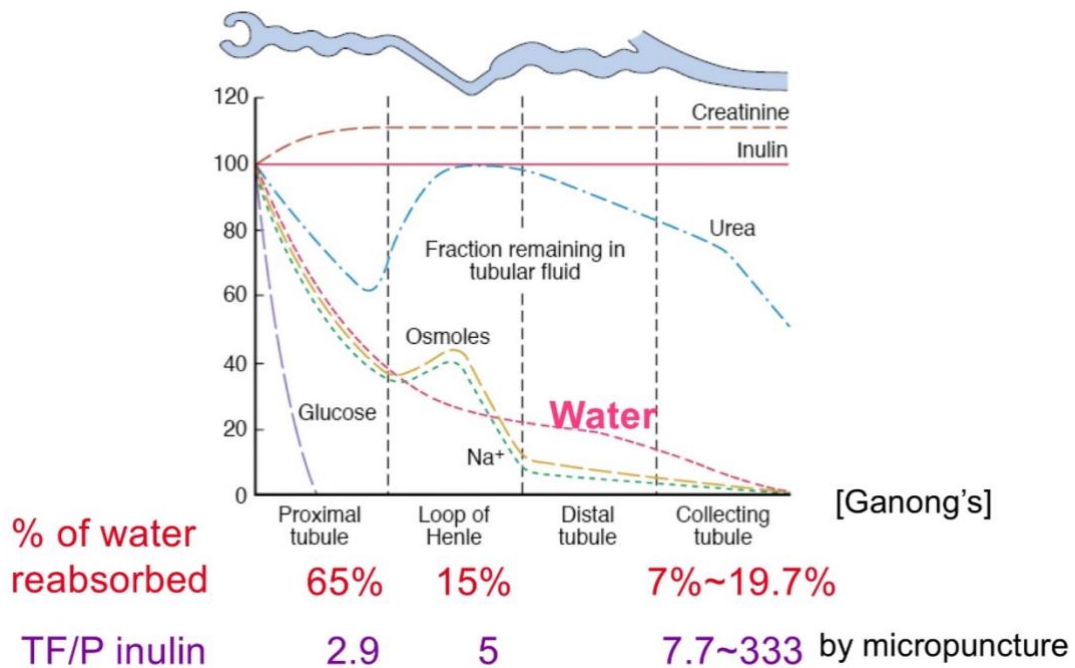 120
Creatinine
Inulin
100
80
Urea
Fraction remaining in
tubular fluid
60
Osmoles
40
Glucose
Water
20
Na⁺
0
Proximal
tubule
Loop of
Henle
Distal
tubule
Collecting
tubule
[Ganong's]
% of water
reabsorbed 65% 15% 7%~19.7%
TF/P inulin 2.9 5 7.7~333 by micropuncture